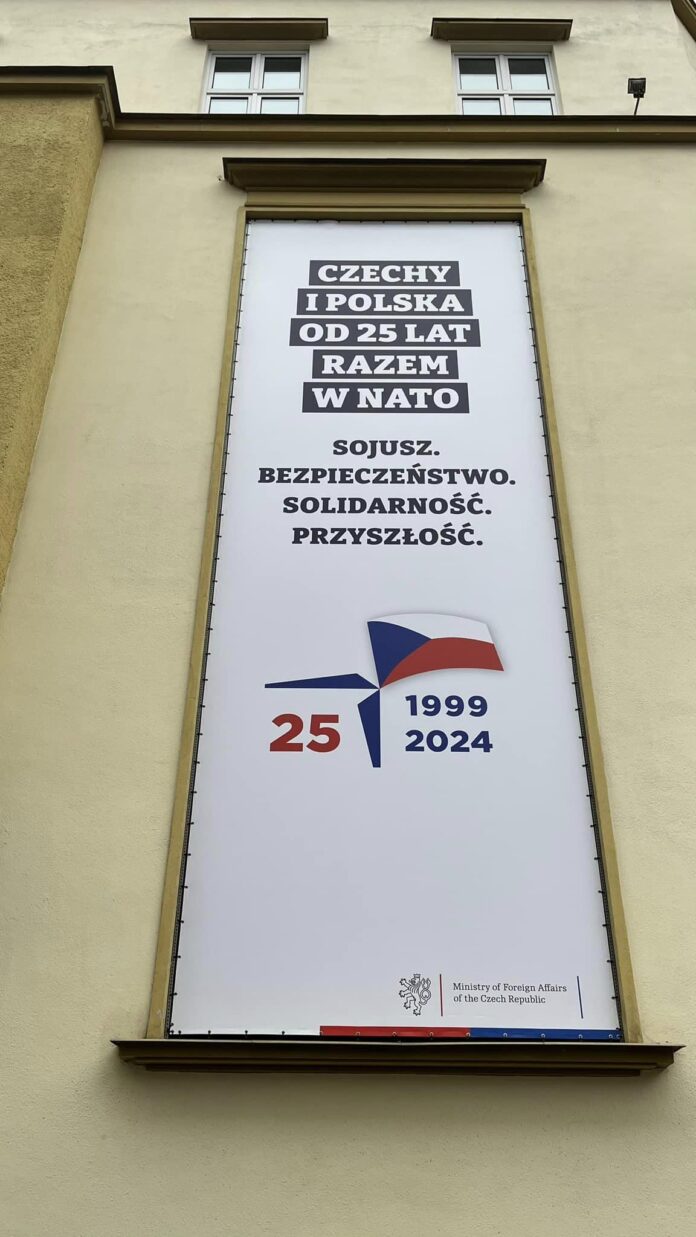 CZECHY
I POLSKA
OD 25 LAT
RAZEM
W NATO
SOJUSZ.
BEZPIECZEŃSTWO.
SOLIDARNOŚĆ.
PRZYSZŁOŚĆ.
25
1999
2024
Ministry of Foreign Affairs
of the Czech Republic